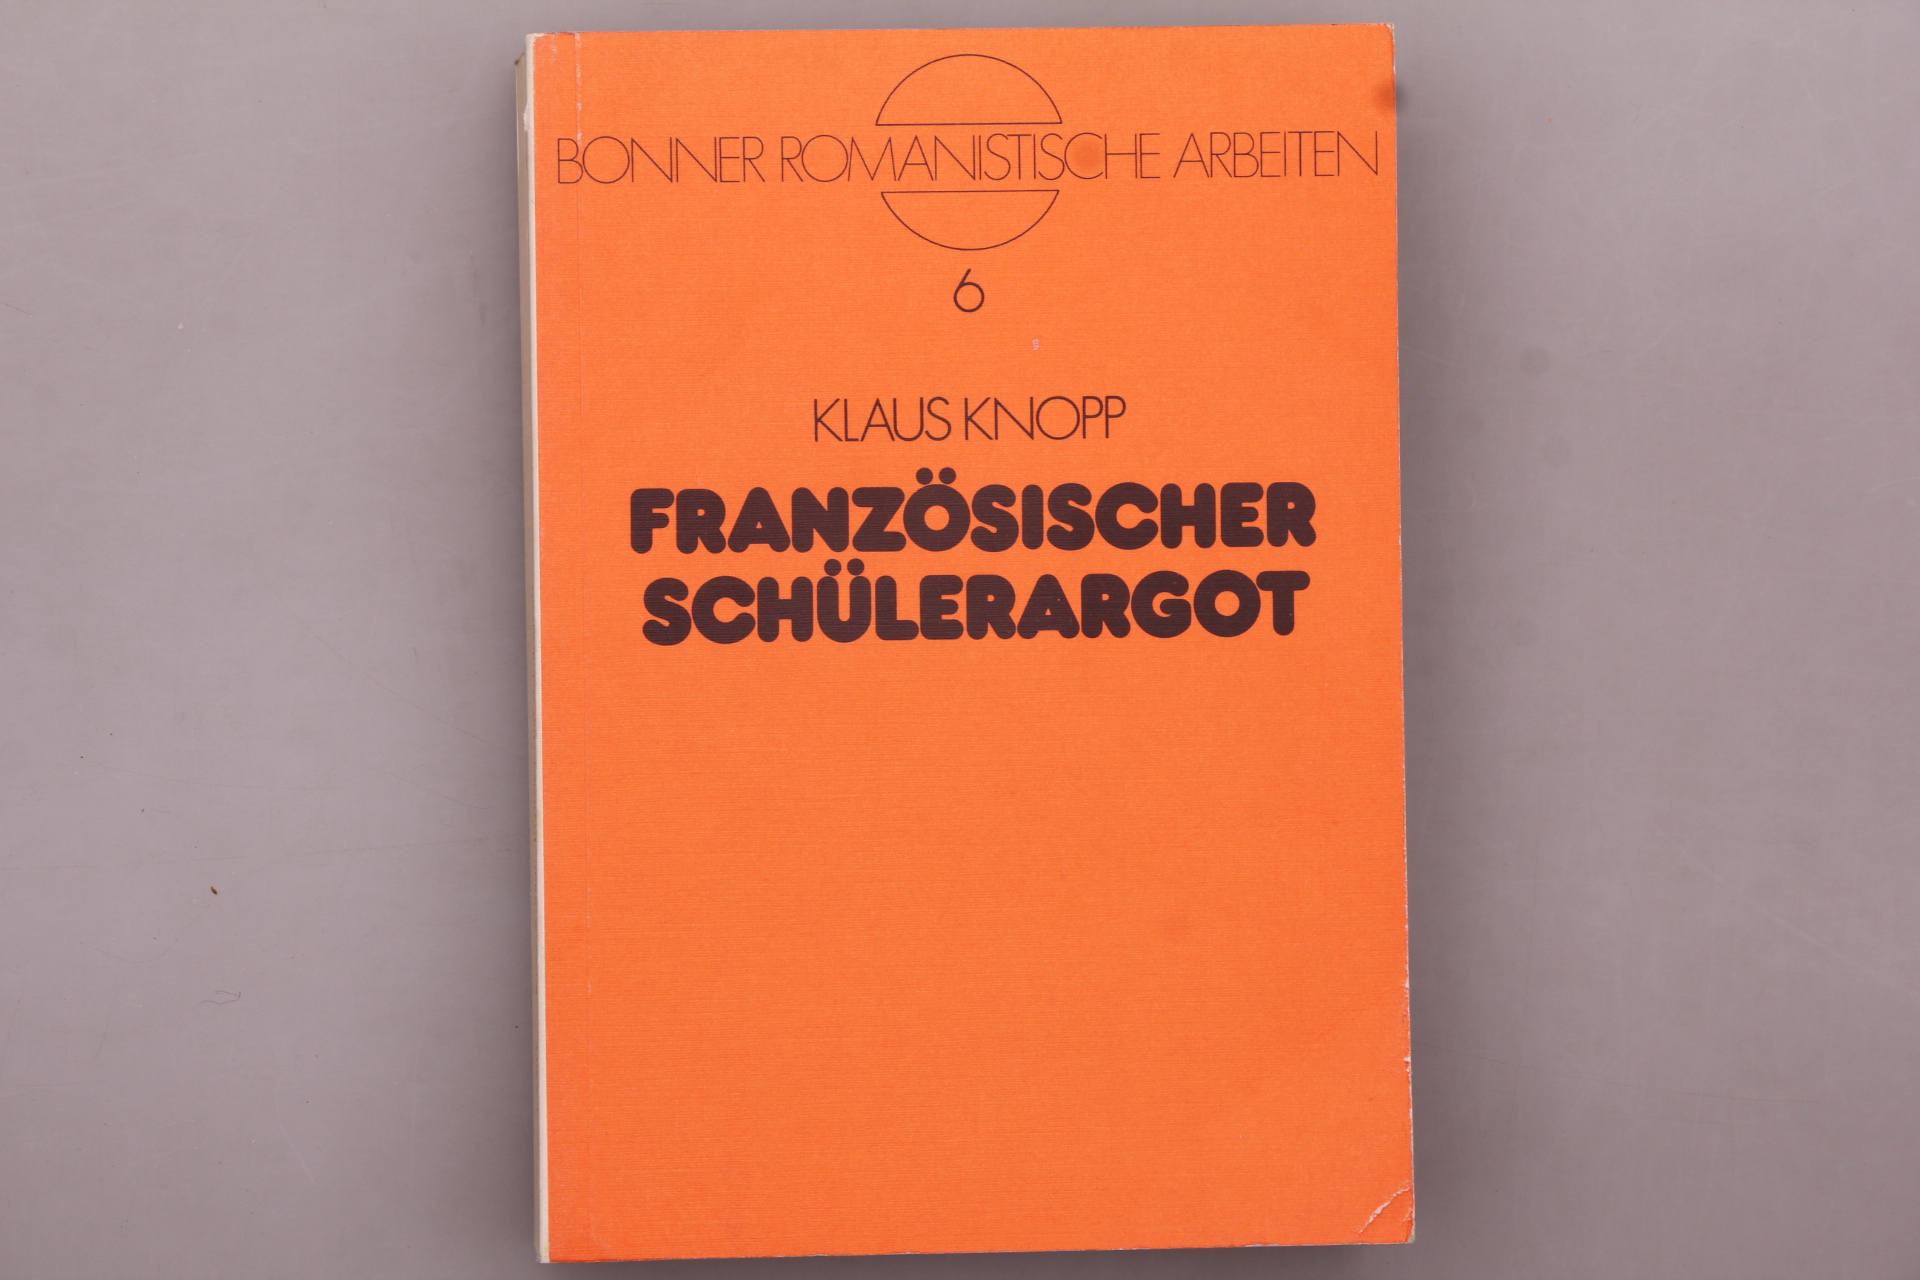 BONNER ROMANISTISCHE ARBEITEN
6
KLAUS KNOPP
FRANZÖSISCHER
SCHÜLERARGOT